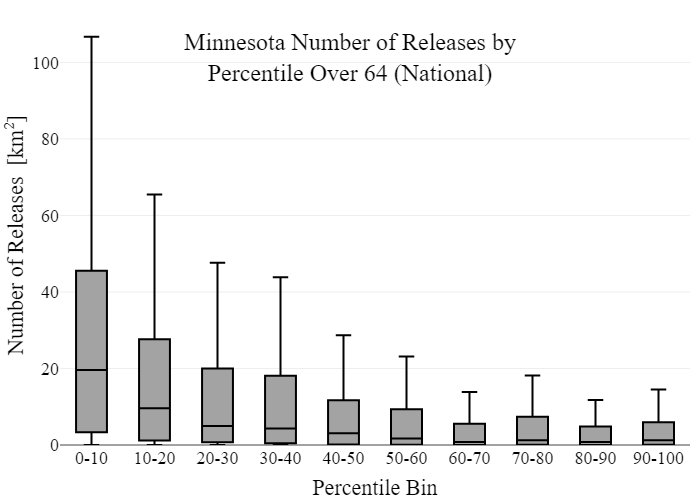 Minnesota Number of Releases by
Percentile Over 64 (National)
Number of Releases [km²]
100
80
60
40
20
0
0-10 10-20 20-30 30-40 40-50 50-60 60-70 70-80 80-90 90-100
Percentile Bin